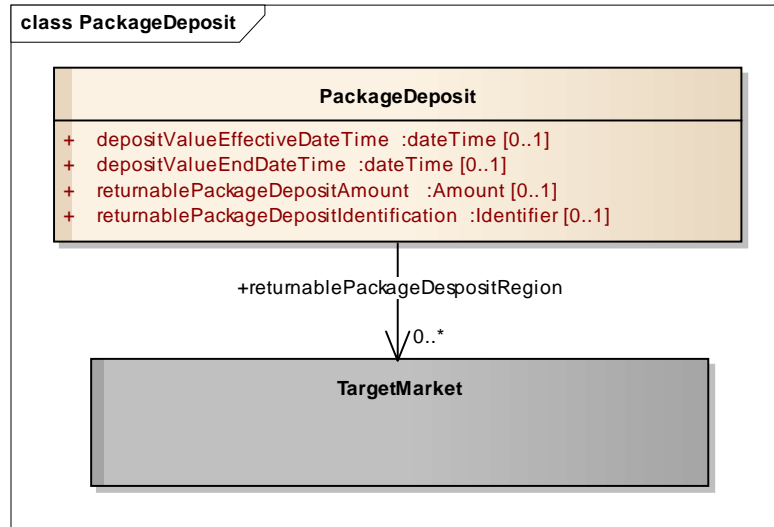 class PackageDeposit
PackageDeposit
+ depositValueEffectiveDateTime :dateTime [0..1]
+ depositValueEndDateTime :dateTime [0..1]
+ returnablePackageDepositAmount :Amount [0..1]
+ returnablePackageDepositIdentification :Identifier [0..1]
+returnablePackageDespositRegion
0..*
TargetMarket